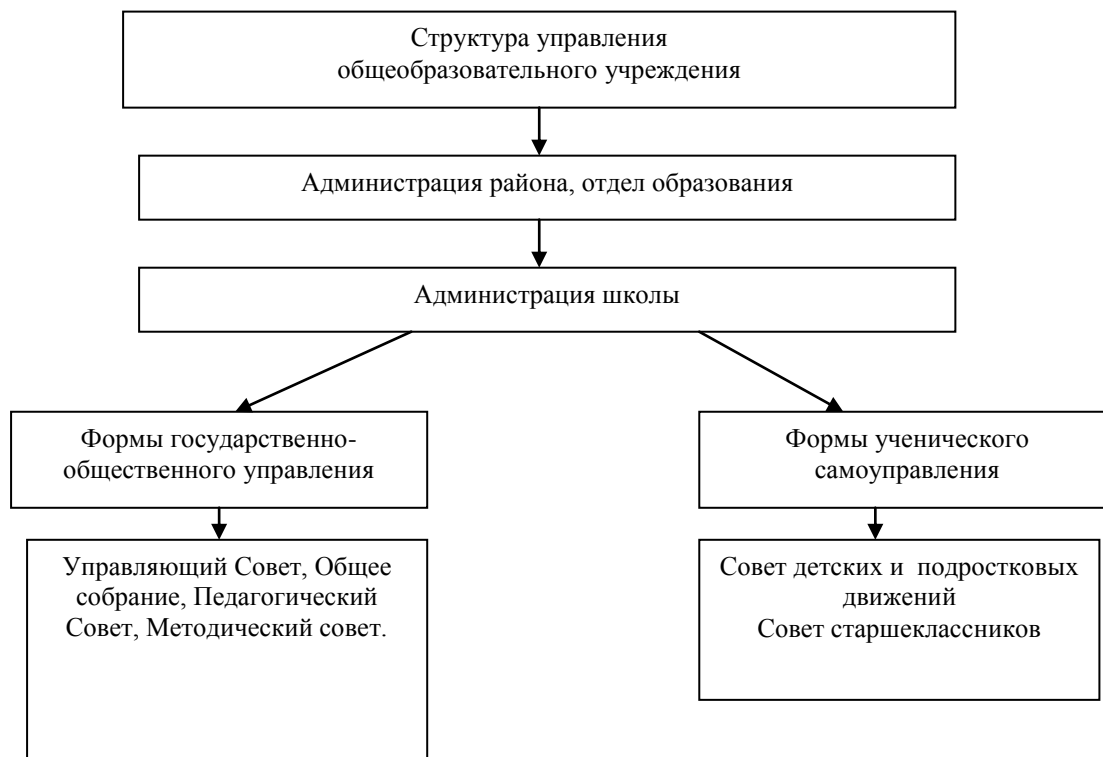 Структура управления
общеобразовательного учреждения
Администрация района, отдел образования
Администрация школы
Формы государственно-
общественного управления
Формы ученического
самоуправления
Управляющий Совет, Общее
собрание, Педагогический
Совет, Методический совет.
Совет детских и подростковых
движений
Совет старшеклассников